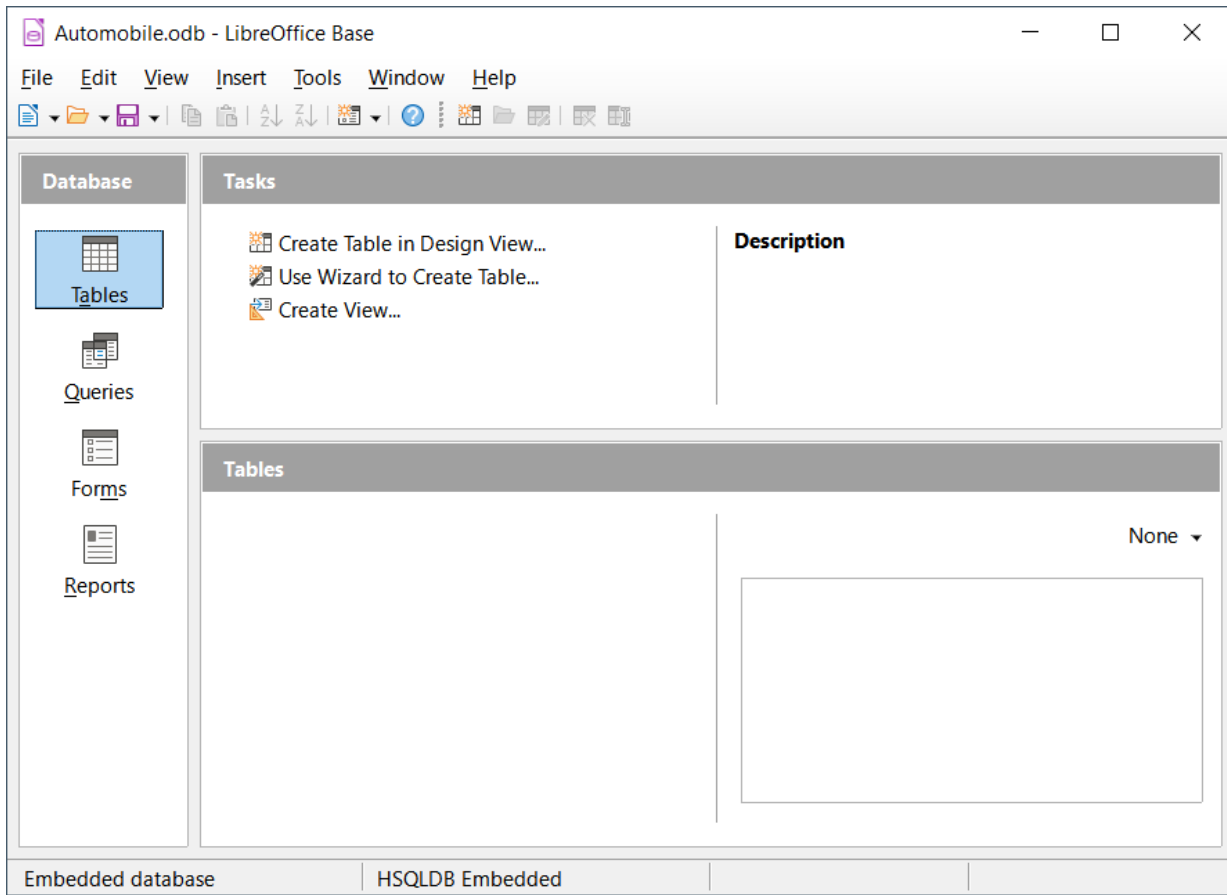 Automobile.odb - LibreOffice Base
File Edit View Insert Tools Window Help
Database
Tables
Queries
Forms
Reports
Tasks
Create Table in Design View...
Use Wizard to Create Table...
Create View...
Description
Tables
None
Embedded database
HSQLDB Embedded